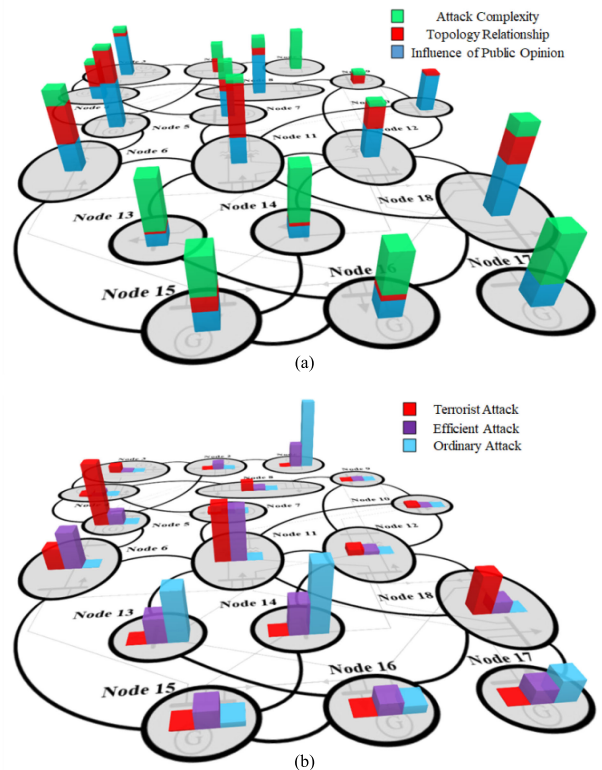 Attack Complexity
Topology Relationship
Influence of Public Opinion
Node 5
Node 7
Node 6
Node 11
Node 12
Node 13
Node 14
Node 18
Node 15
Node 16
Node 17
G
G
G
(a)
Terrorist Attack
Efficient Attack
Ordinary Attack
Node 9
Node 8
Node 10
Node 5
Node 7
Node 6
Node 11
Node 12
Node 13
Node 14
Node 18
Node 15
Node 16
Node 17
G
G
G
(b)